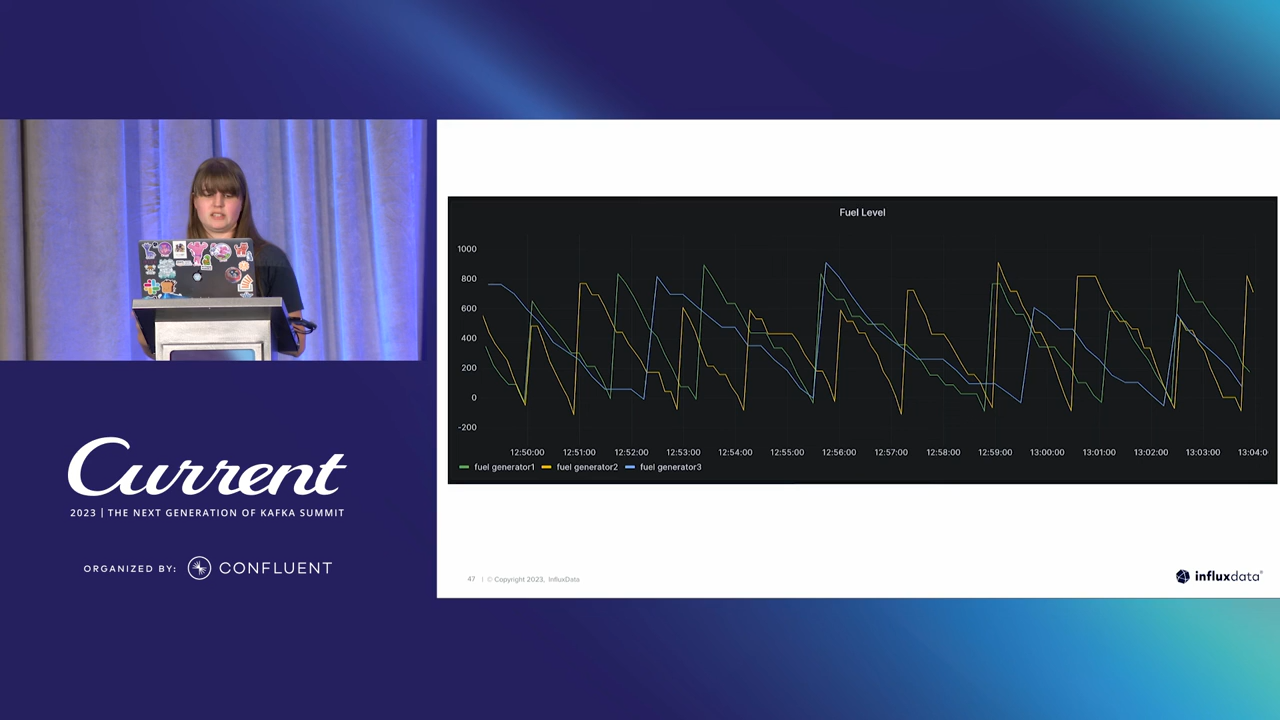 Fuel Level
1000
800
600
400
200
0
-200
12:50:00 12:51:00 12:52:00 12:53:00 12:54:00 12:55:00 12:56:00 12:57:00 12:58:00 12:59:00 13:00:00 13:01:00 13:02:00 13:03:00 13:04:0
fuel generator1 fuel generator2 fuel generator3
47 | © Copyright 2023, InfluxData
influxdata®
Current
2023 | THE NEXT GENERATION OF KAFKA SUMMIT
ORGANIZED BY: CONFLUENT